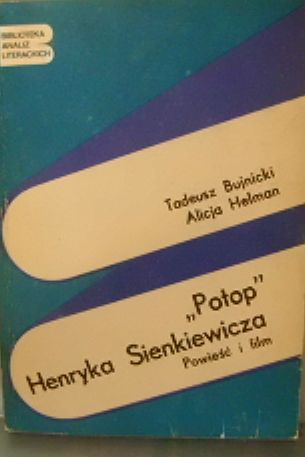 BIBLIOTEKA
ANALIZ
LITERACKICH
Tadeusz Bujnicki
Alicja Helman
„Potop”
Henryka Sienkiewicza
Powieść i film